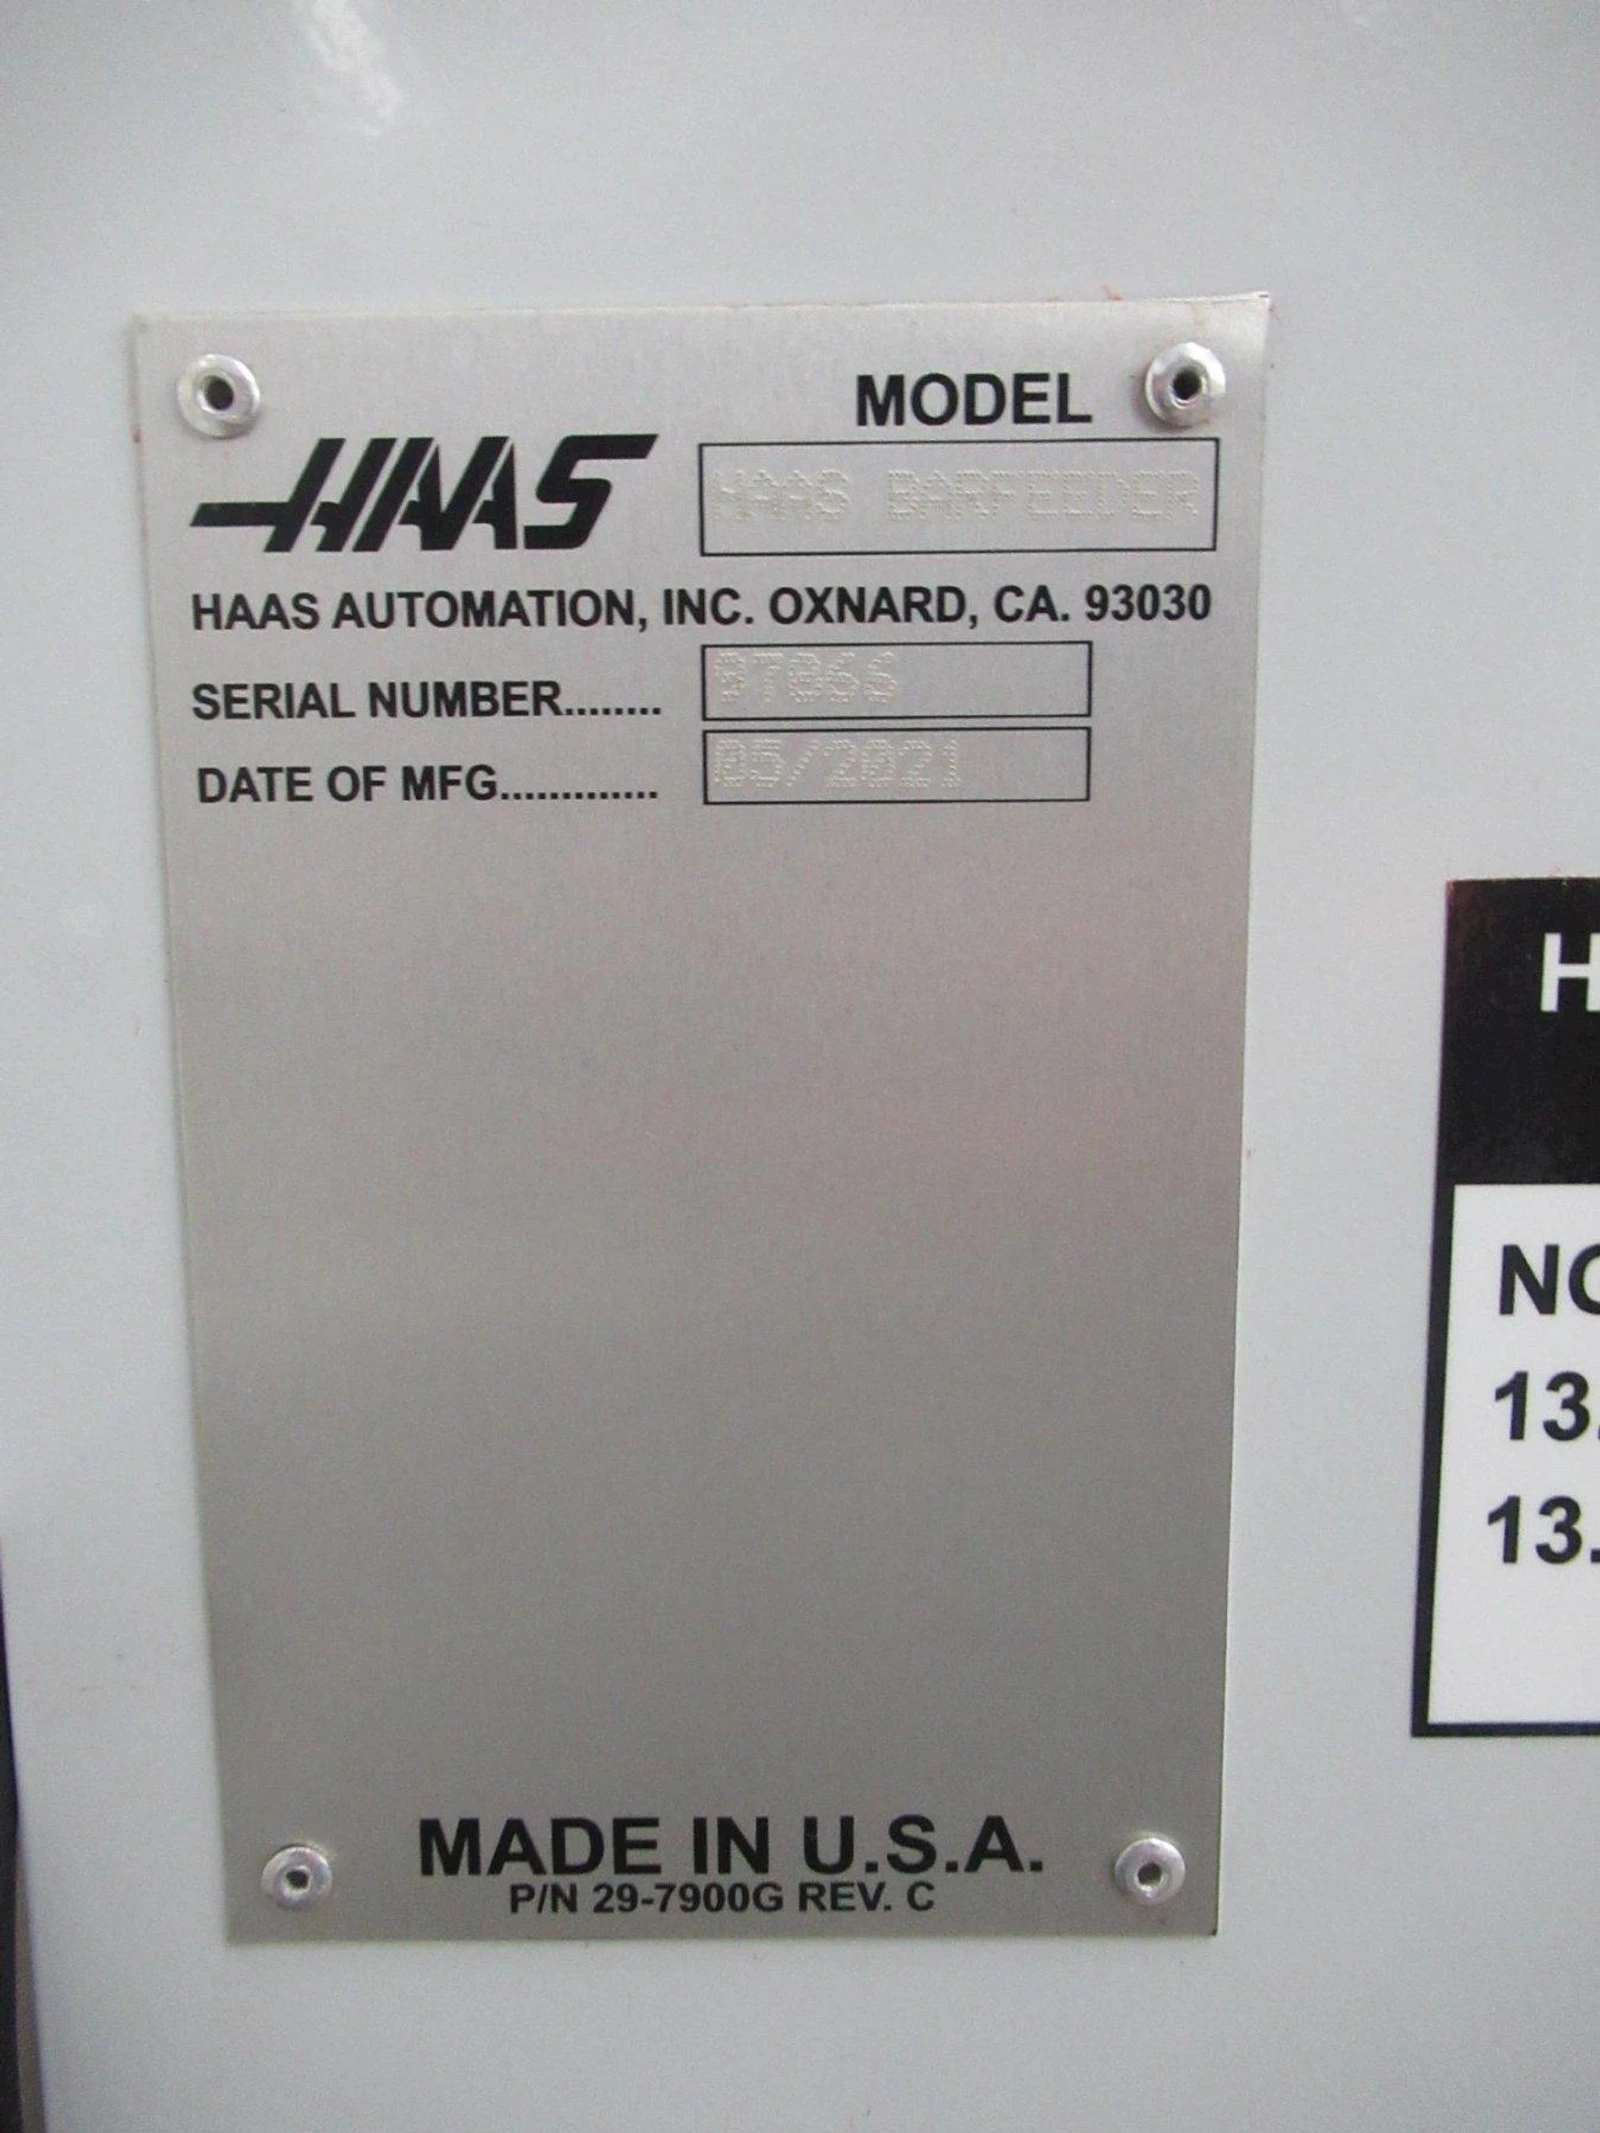 MODEL
HAAS
HAAS BARFEEDER
HAAS AUTOMATION, INC. OXNARD, CA. 93030
SERIAL NUMBER........ 97066
DATE OF MFG............. 05/2021
MADE IN U.S.A.
P/N 29-7900G REV. C
H
13.
13.